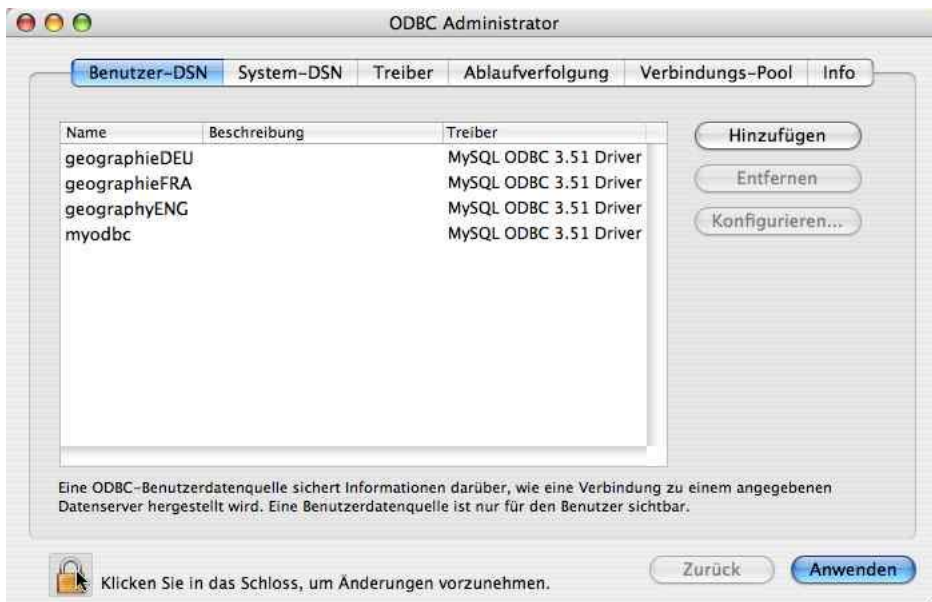 ODBC Administrator
Benutzer-DSN System-DSN Treiber Ablaufverfolgung Verbindungs-Pool Info
Name Beschreibung Treiber
geographieDEU MySQL ODBC 3.51 Driver
geographieFRA MySQL ODBC 3.51 Driver
geographyENG MySQL ODBC 3.51 Driver
myodbc MySQL ODBC 3.51 Driver
Hinzufügen
Entfernen
Konfigurieren...
Eine ODBC-Benutzerdatenquelle sichert Informationen darüber, wie eine Verbindung zu einem angegebenen
Datenserver hergestellt wird. Eine Benutzerdatenquelle ist nur für den Benutzer sichtbar.
Klicken Sie in das Schloss, um Änderungen vorzunehmen.
Zurück Anwenden